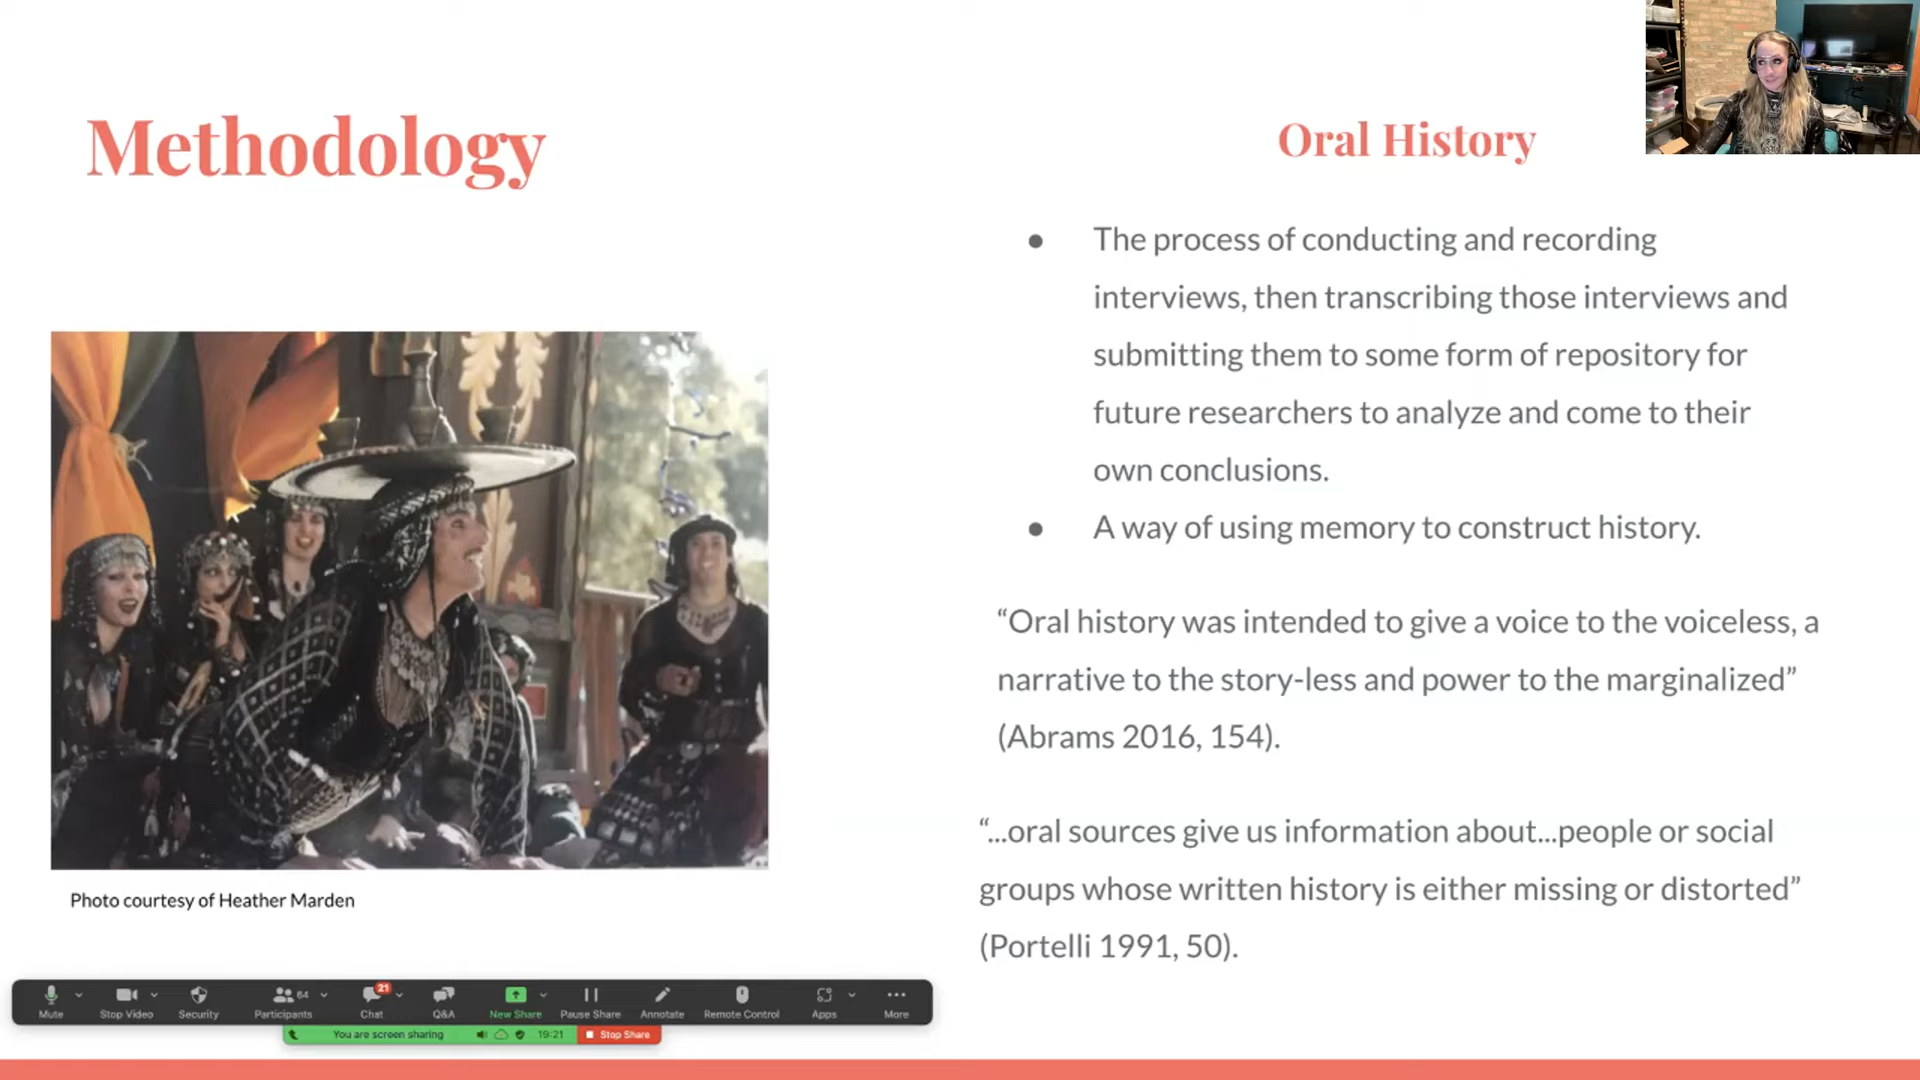 Methodology
Oral History
● The process of conducting and recording
interviews, then transcribing those interviews and
submitting them to some form of repository for
future researchers to analyze and come to their
own conclusions.
● A way of using memory to construct history.
“Oral history was intended to give a voice to the voiceless, a
narrative to the story-less and power to the marginalized”
(Abrams 2016, 154).
“...oral sources give us information about...people or social
groups whose written history is either missing or distorted”
(Portelli 1991, 50).
Photo courtesy of Heather Marden
64 21
Mute Stop Video Security Participants Chat Q&A New Share Pause Share Annotate Remote Control Apps More
You are screen sharing 19:21 Stop Share